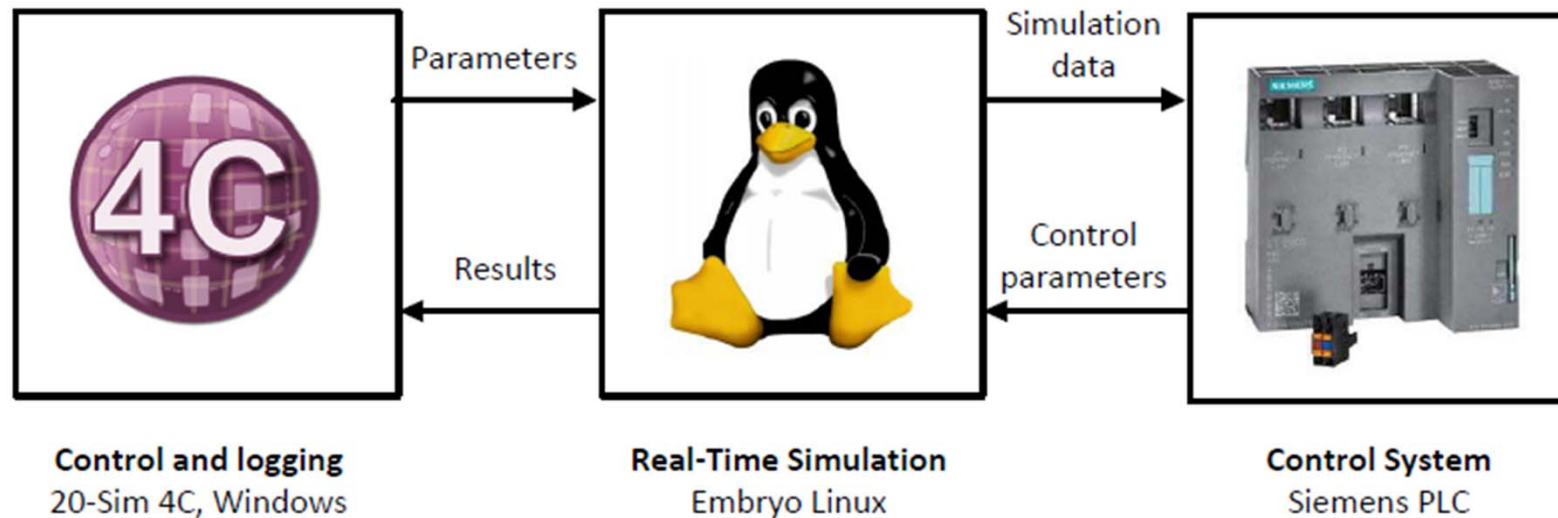 Parameters
Simulation
data
SIEMENS
4C
Results
Control
parameters
Control and logging
20-Sim 4C, Windows
Real-Time Simulation
Embryo Linux
Control System
Siemens PLC